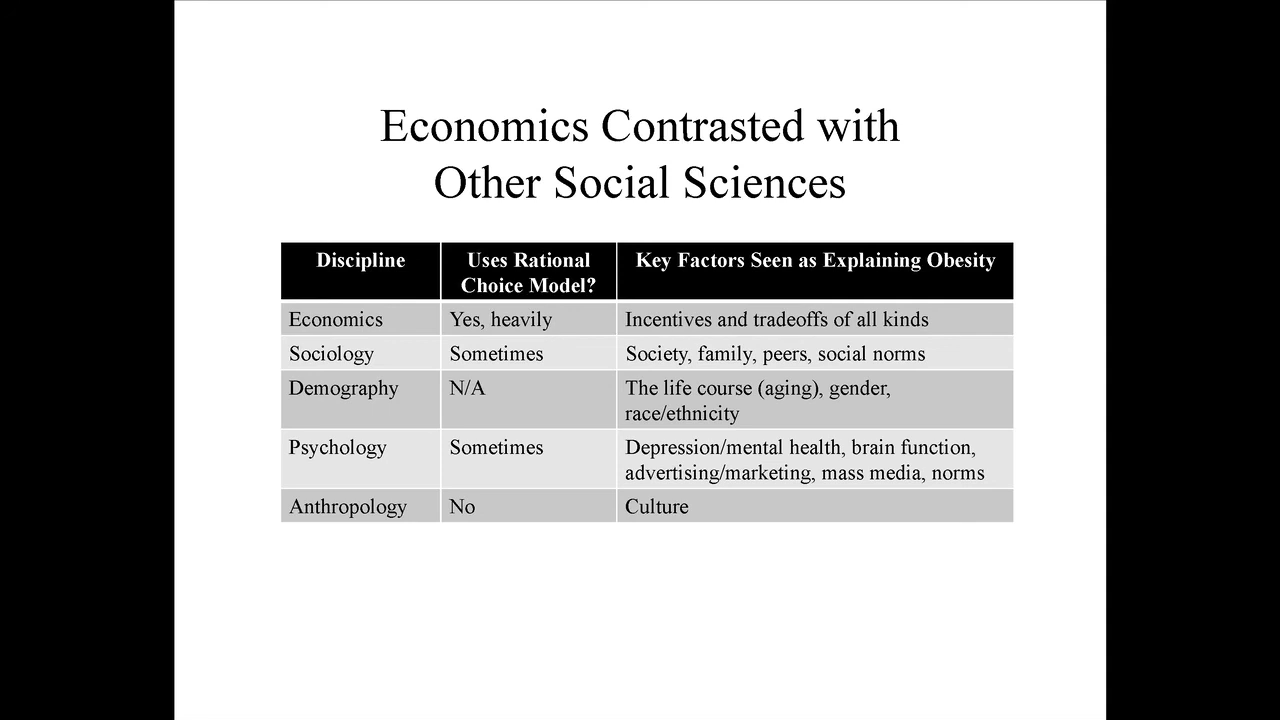 Economics Contrasted with
Other Social Sciences
Discipline
Uses Rational
Choice Model?
Key Factors Seen as Explaining Obesity
Economics
Yes, heavily
Incentives and tradeoffs of all kinds
Sociology
Sometimes
Society, family, peers, social norms
Demography
N/A
The life course (aging), gender,
race/ethnicity
Psychology
Sometimes
Depression/mental health, brain function,
advertising/marketing, mass media, norms
Anthropology
No
Culture